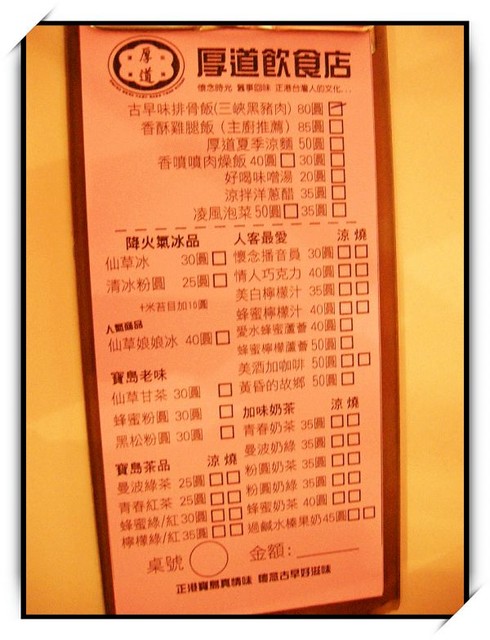 厚道
厚道飲食店
懷念時光 舊事回味 正港台灣人的文化...
古早味排骨飯(三峽黑豬肉) 80圓
香酥雞腿飯（主廚推薦） 85圓
厚道夏季涼麵 50圓
香噴噴肉燥飯 40圓 30圓
好喝味噌湯 20圓
涼拌洋蔥醋 35圓
凌風泡菜 50圓 35圓
降火氣冰品
仙草冰 30圓
清冰粉圓 25圓
+米苔目加10圓
人氣商品
仙草娘娘冰 40圓
寶島老味
仙草甘茶 30圓
蜂蜜粉圓 30圓
黑松粉圓 30圓
寶島茶品 涼 燒
曼波綠茶 25圓
青春紅茶 25圓
蜂蜜綠/紅 30圓
檸檬綠/紅 35圓
人客最愛 涼 燒
懷念播音員 30圓
情人巧克力 40圓
美白檸檬汁 35圓
蜂蜜檸檬汁 40圓
愛水蜂蜜蘆薈 40圓
蜂蜜檸檬蘆薈 50圓
美酒加咖啡 50圓
黃昏的故鄉 50圓
加味奶茶 涼 燒
青春奶茶 35圓
曼波奶綠 35圓
粉圓奶茶 35圓
粉圓奶綠 35圓
蜂蜜奶茶 40圓
過鹹水榛果奶 45圓
桌號 金額:
正港寶島真情味 懷念古早好滋味